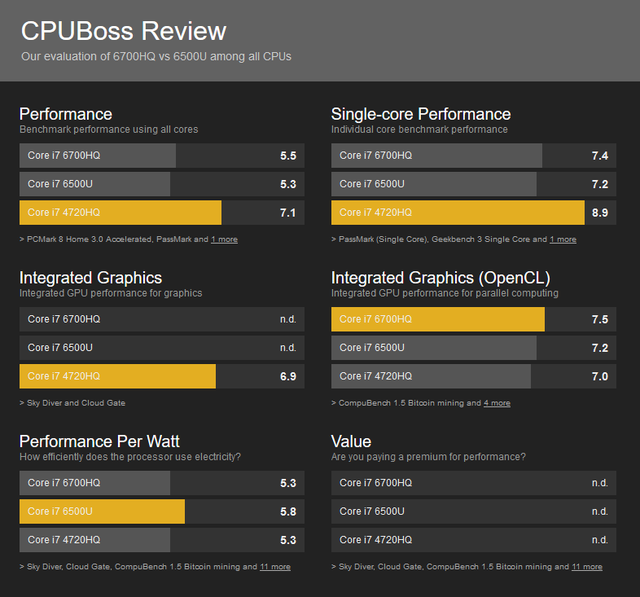 CPUBoss Review
Our evaluation of 6700HQ vs 6500U among all CPUs
Performance
Benchmark performance using all cores
Core i7 6700HQ 5.5
Core i7 6500U 5.3
Core i7 4720HQ 7.1
> PCMark 8 Home 3.0 Accelerated, PassMark and 1 more
Single-core Performance
Individual core benchmark performance
Core i7 6700HQ 7.4
Core i7 6500U 7.2
Core i7 4720HQ 8.9
> PassMark (Single Core), Geekbench 3 Single Core and 1 more
Integrated Graphics
Integrated GPU performance for graphics
Core i7 6700HQ n.d.
Core i7 6500U n.d.
Core i7 4720HQ 6.9
> Sky Diver and Cloud Gate
Integrated Graphics (OpenCL)
Integrated GPU performance for parallel computing
Core i7 6700HQ 7.5
Core i7 6500U 7.2
Core i7 4720HQ 7.0
> CompuBench 1.5 Bitcoin mining and 4 more
Performance Per Watt
How efficiently does the processor use electricity?
Core i7 6700HQ 5.3
Core i7 6500U 5.8
Core i7 4720HQ 5.3
> Sky Diver, Cloud Gate, CompuBench 1.5 Bitcoin mining and 11 more
Value
Are you paying a premium for performance?
Core i7 6700HQ n.d.
Core i7 6500U n.d.
Core i7 4720HQ n.d.
> Sky Diver, Cloud Gate, CompuBench 1.5 Bitcoin mining and 11 more